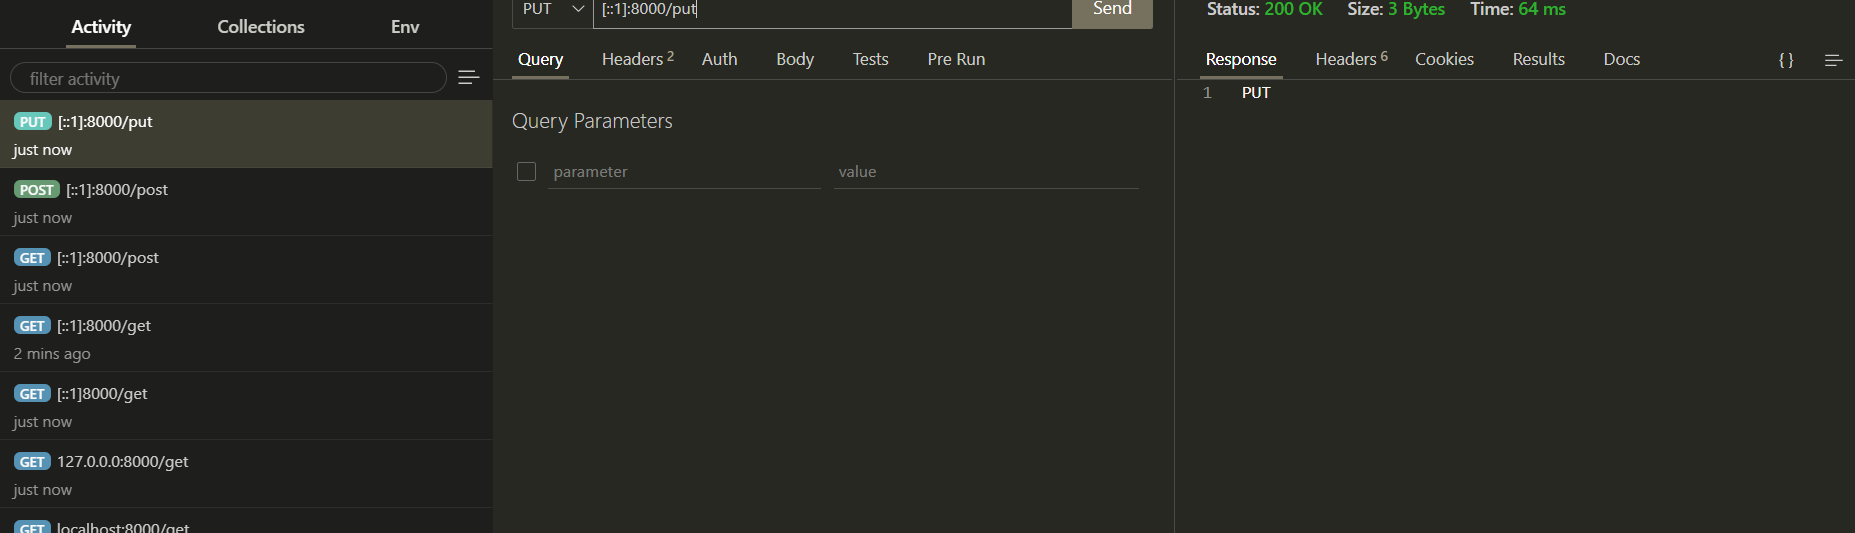 Activity Collections Env
filter activity
PUT [::1]:8000/put
just now
POST [::1]:8000/post
just now
GET [::1]:8000/post
just now
GET [::1]:8000/get
2 mins ago
GET [::1]8000/get
just now
GET 127.0.0.0:8000/get
just now
GET localhost:8000/get
PUT [::1]:8000/put Send
Query Headers 2 Auth Body Tests Pre Run
Query Parameters
parameter value
Status: 200 OK Size: 3 Bytes Time: 64 ms
Response Headers 6 Cookies Results Docs { }
1 PUT